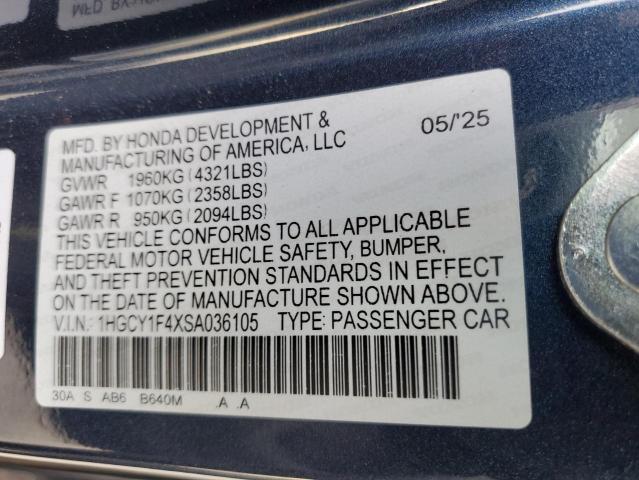 MFD. BY HONDA DEVELOPMENT & 05/'25
MANUFACTURING OF AMERICA, LLC
GVWR 1960KG (4321LBS)
GAWR F 1070KG (2358LBS)
GAWR R 950KG (2094LBS)
THIS VEHICLE CONFORMS TO ALL APPLICABLE
FEDERAL MOTOR VEHICLE SAFETY, BUMPER,
AND THEFT PREVENTION STANDARDS IN EFFECT
ON THE DATE OF MANUFACTURE SHOWN ABOVE.
V.I.N.: 1HGCY1F4XSA036105 TYPE: PASSENGER CAR
30A S AB6 B640M .A .A